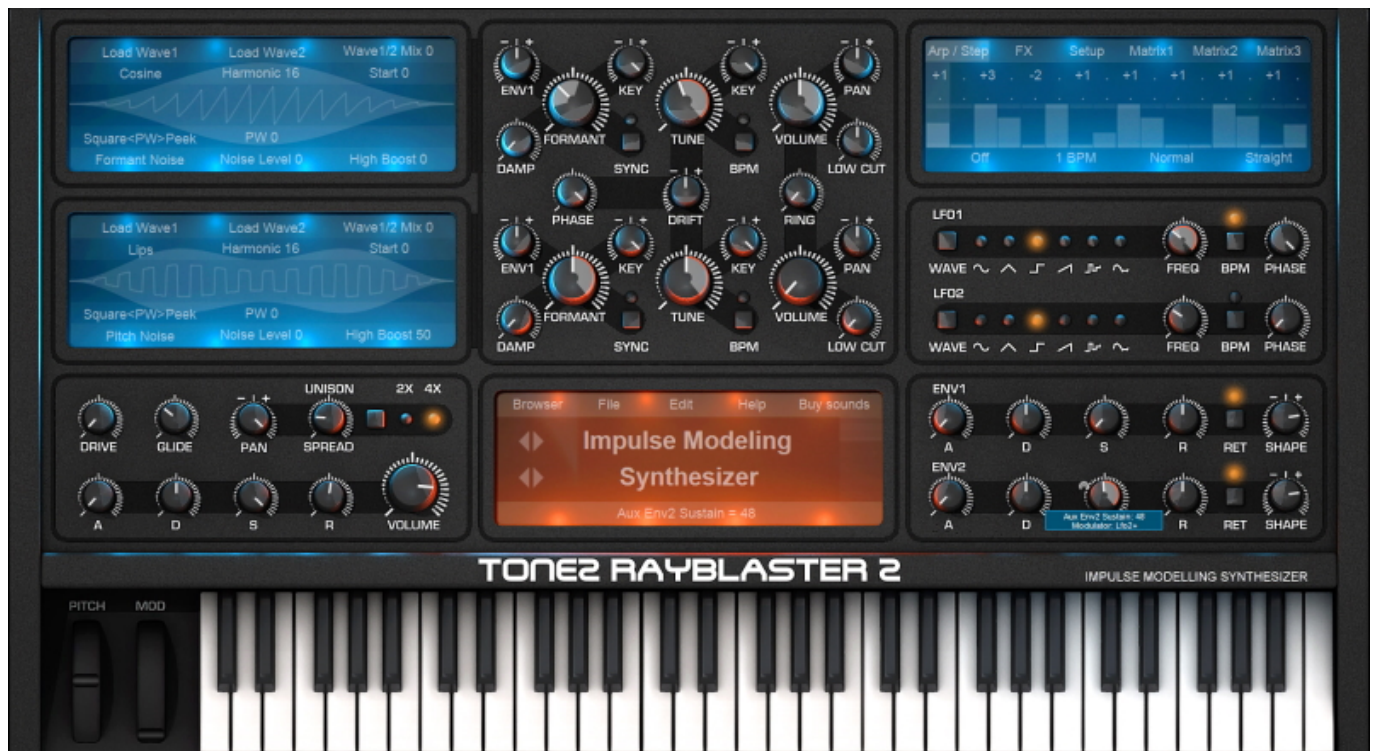 Load Wave1 Load Wave2 Wave1/2 Mix 0
Cosine Harmonic 16 Start 0
Square<PW>Peek PW 0
Formant Noise Noise Level 0 High Boost 0
ENV1 KEY KEY PAN
FORMANT TUNE VOLUME
DAMP SYNC BPM LOW CUT
PHASE DRIFT RING
Arp / Step FX Setup Matrix1 Matrix2 Matrix3
+1 . +3 . -2 . +1 . +1 . +1 . +1 .
Off 1 BPM Normal Straight
Load Wave1 Load Wave2 Wave1/2 Mix 0
Lips Harmonic 16 Start 0
Square<PW>Peek PW 0
Pitch Noise Noise Level 0 High Boost 50
ENV1 KEY KEY PAN
FORMANT TUNE VOLUME
DAMP SYNC BPM LOW CUT
LFO1
WAVE FREQ BPM PHASE
LFO2
WAVE FREQ BPM PHASE
UNISON 2X 4X
DRIVE GLIDE PAN SPREAD
A D S R VOLUME
Browser File Edit Help Buy sounds
Impulse Modeling
Synthesizer
Aux Env2 Sustain = 48
ENV1
A D S R RET SHAPE
ENV2
A D R RET SHAPE
Aux Env2 Sustain: 48
Modulator: Lfo2+
TONE2 RAYBLASTER 2
IMPULSE MODELLING SYNTHESIZER
PITCH MOD